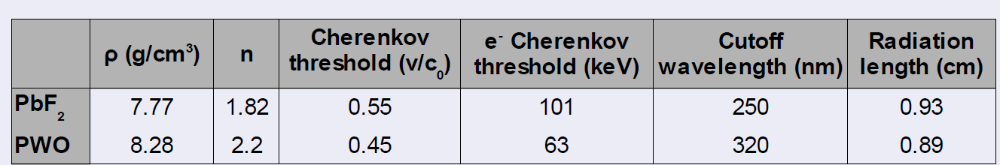 ρ (g/cm³) n Cherenkov threshold (v/c₀) e⁻ Cherenkov threshold (keV) Cutoff wavelength (nm) Radiation length (cm)
PbF₂ 7.77 1.82 0.55 101 250 0.93
PWO 8.28 2.2 0.45 63 320 0.89